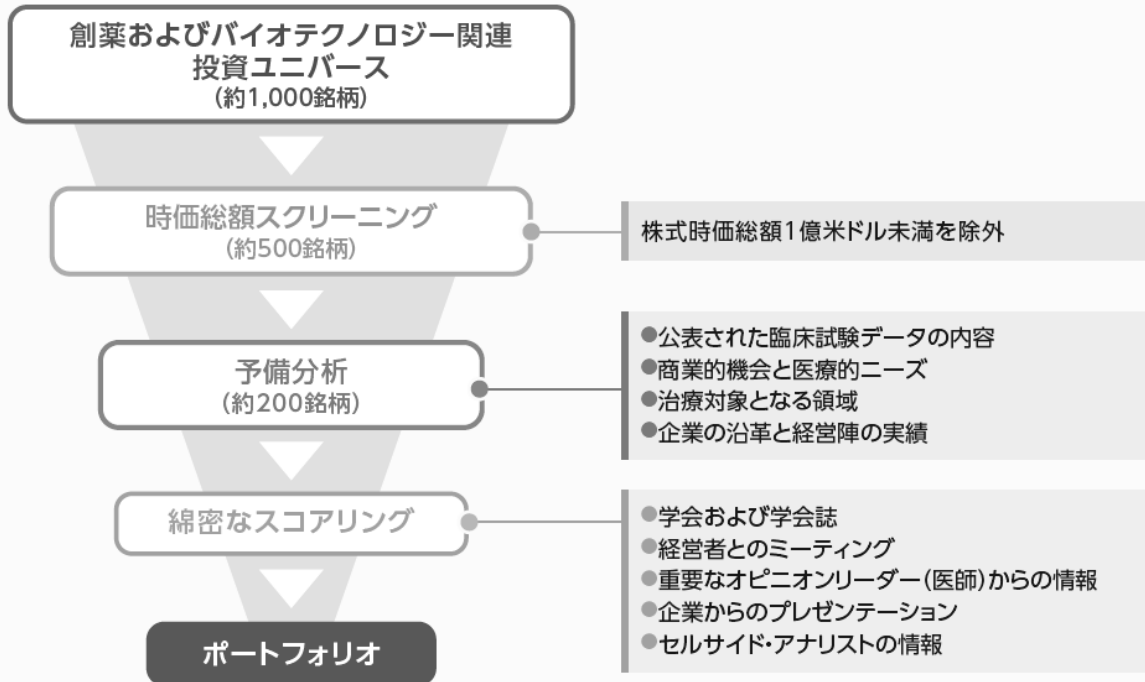 創薬およびバイオテクノロジー関連
投資ユニバース
(約1,000銘柄)
時価総額スクリーニング
(約500銘柄)
株式時価総額1億米ドル未満を除外
予備分析
(約200銘柄)
●公表された臨床試験データの内容
●商業的機会と医療的ニーズ
●治療対象となる領域
●企業の沿革と経営陣の実績
綿密なスコアリング
●学会および学会誌
●経営者とのミーティング
●重要なオピニオンリーダー(医師)からの情報
●企業からのプレゼンテーション
●セルサイド・アナリストの情報
ポートフォリオ